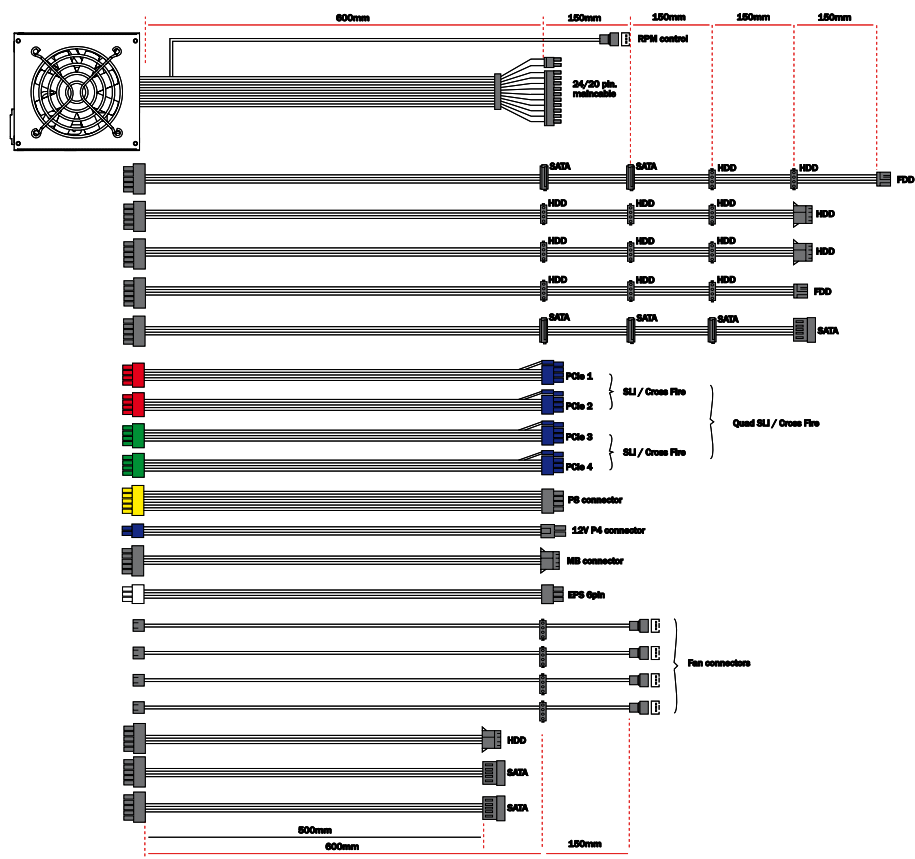 600mm 150mm 150mm 150mm 150mm
RPM control
24/20 pin.
maincable
SATA SATA HDD HDD FDD
HDD HDD HDD HDD
HDD HDD HDD HDD
HDD HDD HDD FDD
SATA SATA SATA SATA
PCIe 1
SLI / Cross Fire
PCIe 2
Quad SLI / Cross Fire
PCIe 3
SLI / Cross Fire
PCIe 4
P8 connector
12V P4 connector
MB connector
EPS 6pin
Fan connectors
HDD
SATA
SATA
500mm
600mm 150mm